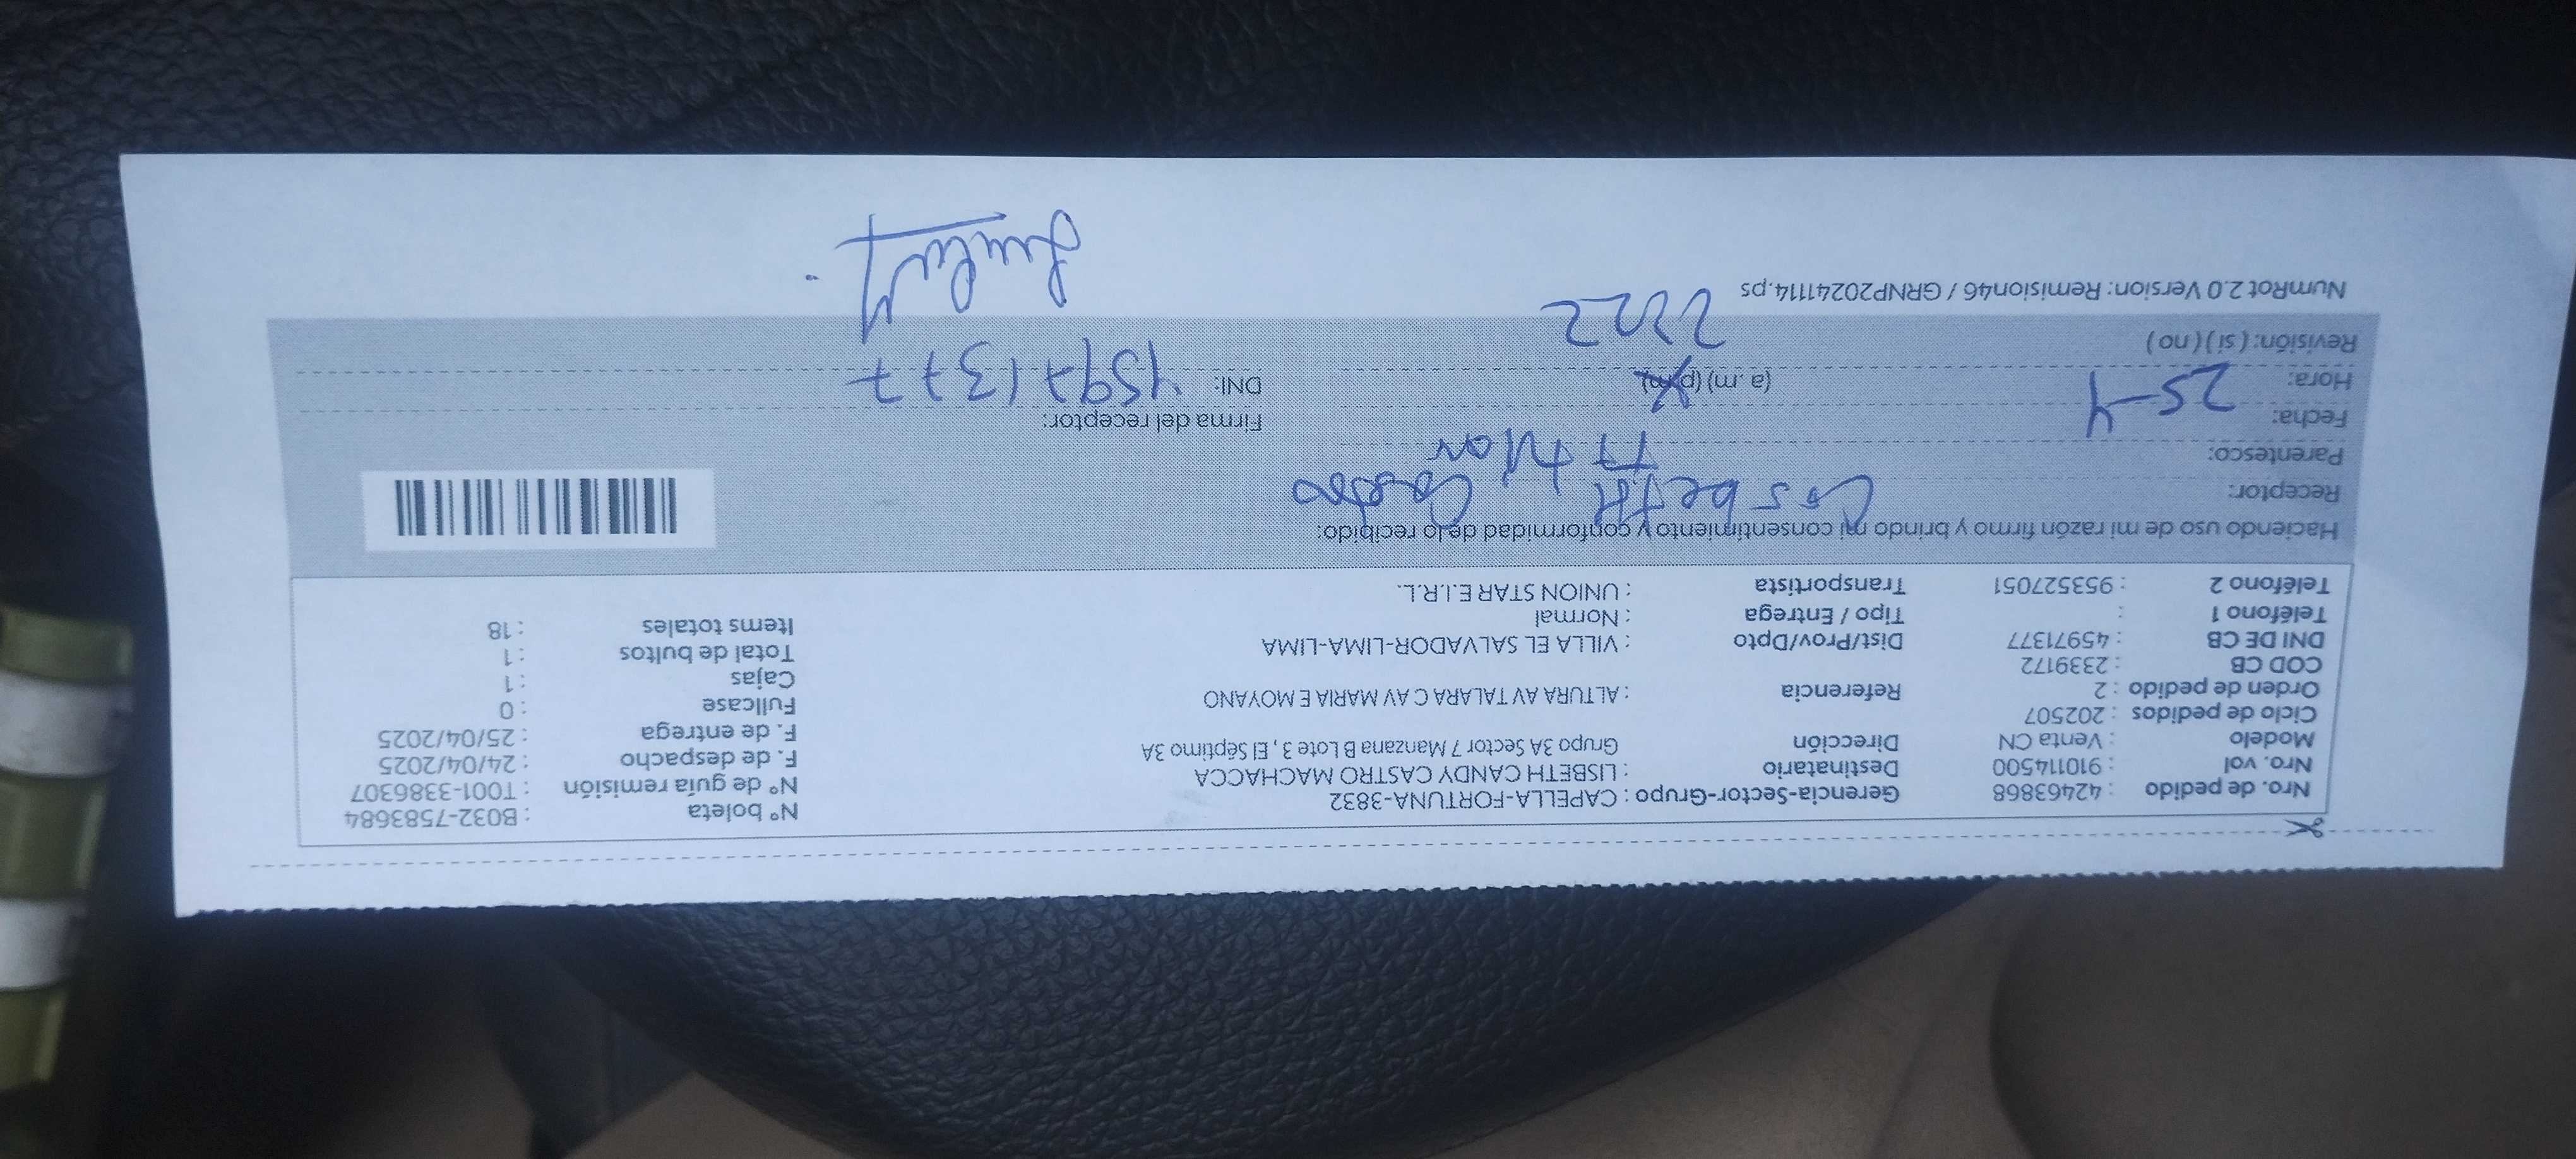 Nro. de pedido : 42463868 Gerencia-Sector-Grupo : CAPELLA-FORTUNA-3832 N° boleta : B032-7583684
Nro. vol : 910114500 Destinatario : LISBETH CANDY CASTRO MACHACCA N° de guía remisión : T001-3386307
Modelo : Venta CN Dirección Grupo 3A Sector 7 Manzana B Lote 3 , El Séptimo 3A F. de despacho : 24/04/2025
Ciclo de pedidos : 202507 F. de entrega : 25/04/2025
Orden de pedido : 2 Referencia : ALTURA AV TALARA C AV MARIA E MOYANO Fullcase : 0
COD CB : 2339172 Cajas : 1
DNI DE CB : 45971377 Dist/Prov/Dpto : VILLA EL SALVADOR-LIMA-LIMA Total de bultos : 1
Teléfono 1 : Tipo / Entrega : Normal Items totales : 18
Teléfono 2 : 953527051 Transportista : UNION STAR E.I.R.L.
Haciendo uso de mi razón firmo y brindo mi consentimiento y conformidad de lo recibido:
Receptor: Lisbeth Castro
Parentesco: Titular
Fecha: 25-4 Firma del receptor:
Hora: (a .m) (p.m) DNI: 45971377
Revisión: ( si ) ( no )
NumRot 2.0 Version: Remision46 / GRNP20241114.ps